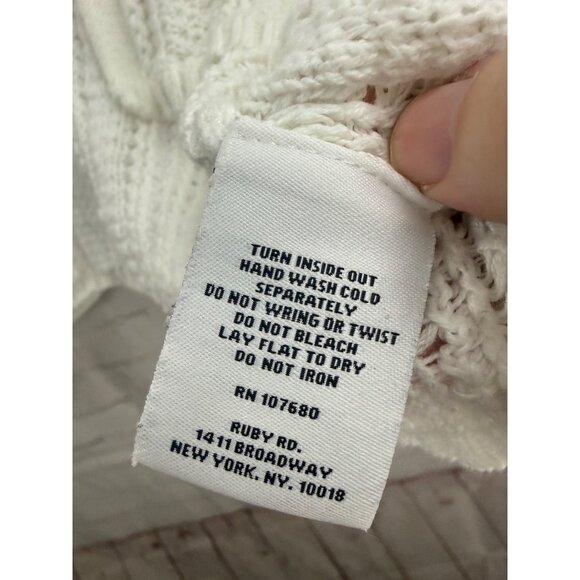 TURN INSIDE OUT
HAND WASH COLD
SEPARATELY
DO NOT WRING OR TWIST
DO NOT BLEACH
LAY FLAT TO DRY
DO NOT IRON
RN 107680
RUBY RD.
1411 BROADWAY
NEW YORK. NY. 10018